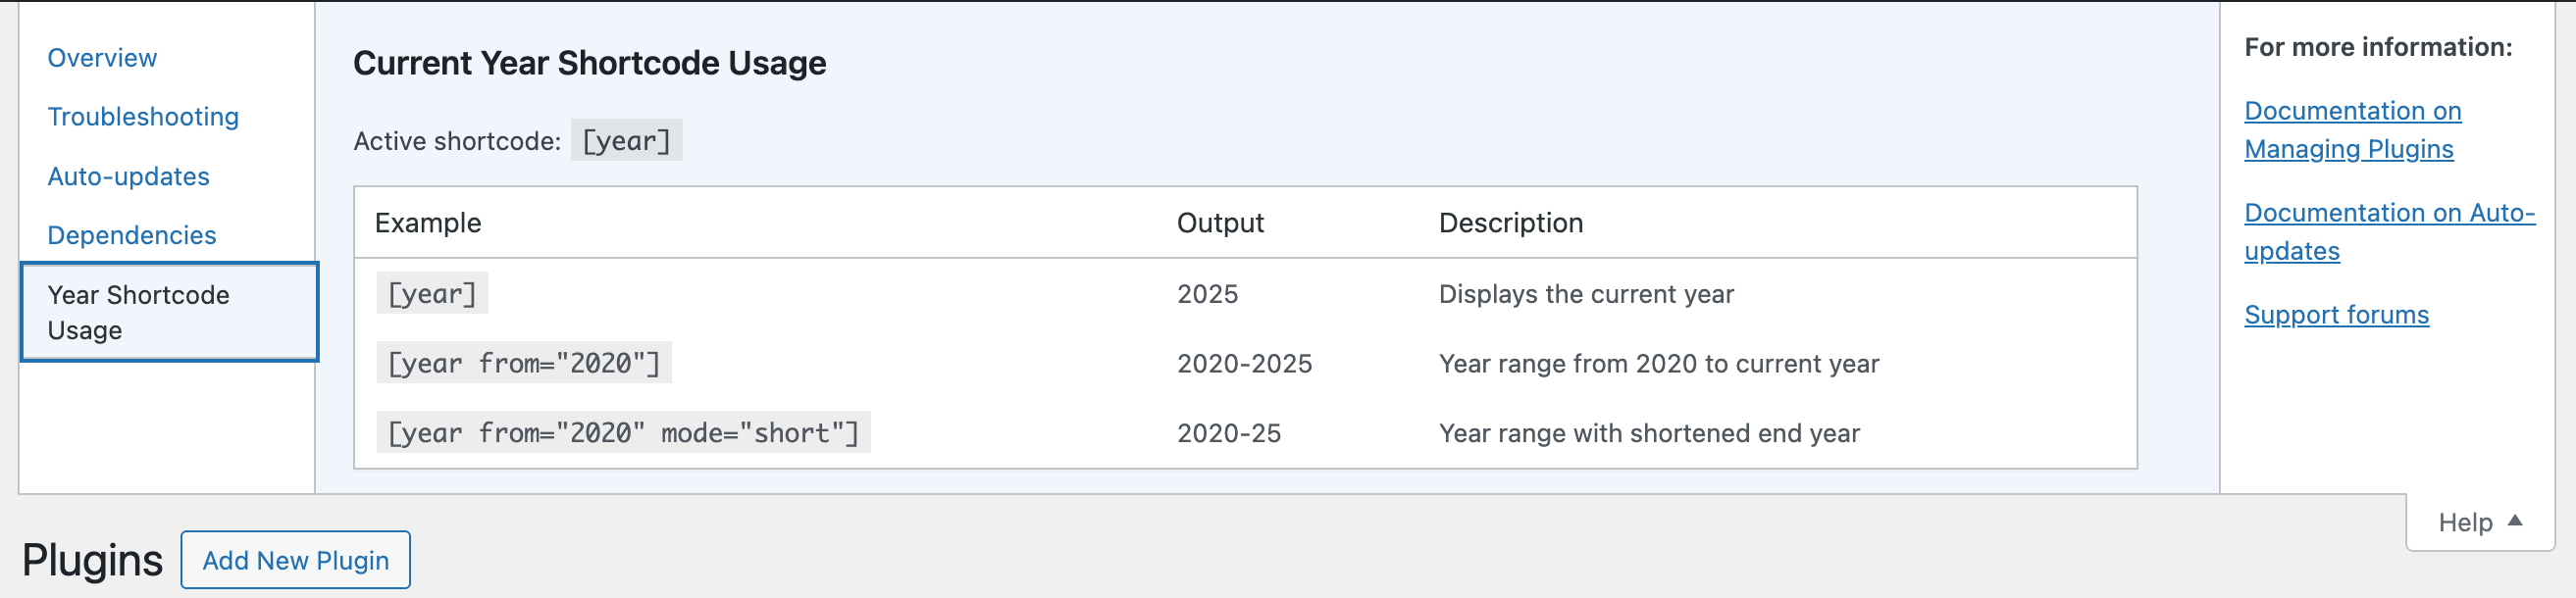 Overview
Troubleshooting
Auto-updates
Dependencies
Year Shortcode
Usage
Current Year Shortcode Usage
Active shortcode: [year]
Example Output Description
[year] 2025 Displays the current year
[year from="2020"] 2020-2025 Year range from 2020 to current year
[year from="2020" mode="short"] 2020-25 Year range with shortened end year
For more information:
Documentation on
Managing Plugins
Documentation on Auto-
updates
Support forums
Help
Plugins Add New Plugin